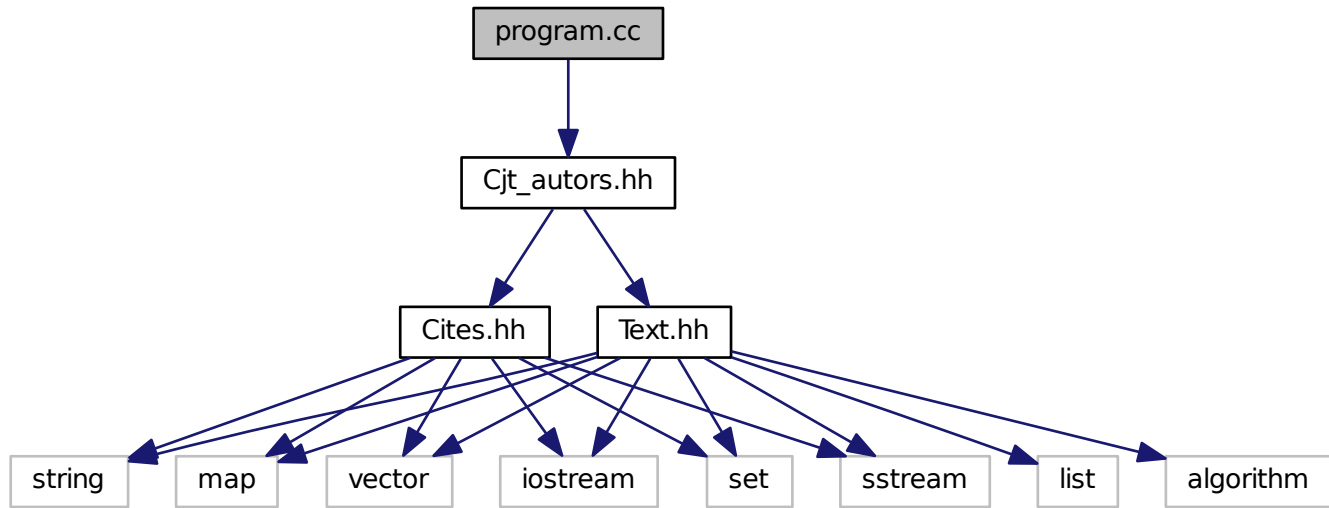 program.cc
Cjt_autors.hh
Cites.hh
Text.hh
string
map
vector
iostream
set
sstream
list
algorithm